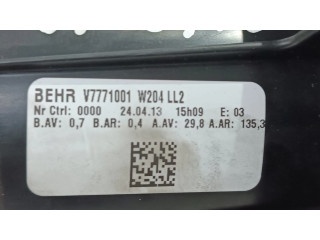 BEHR V7771001 W204 LL2
Nr Ctrl: 0000 24.04.13 15h09 E: 03
B.AV: 0,7 B.AR: 0,4 A.AV: 29,8 A.AR: 135,3